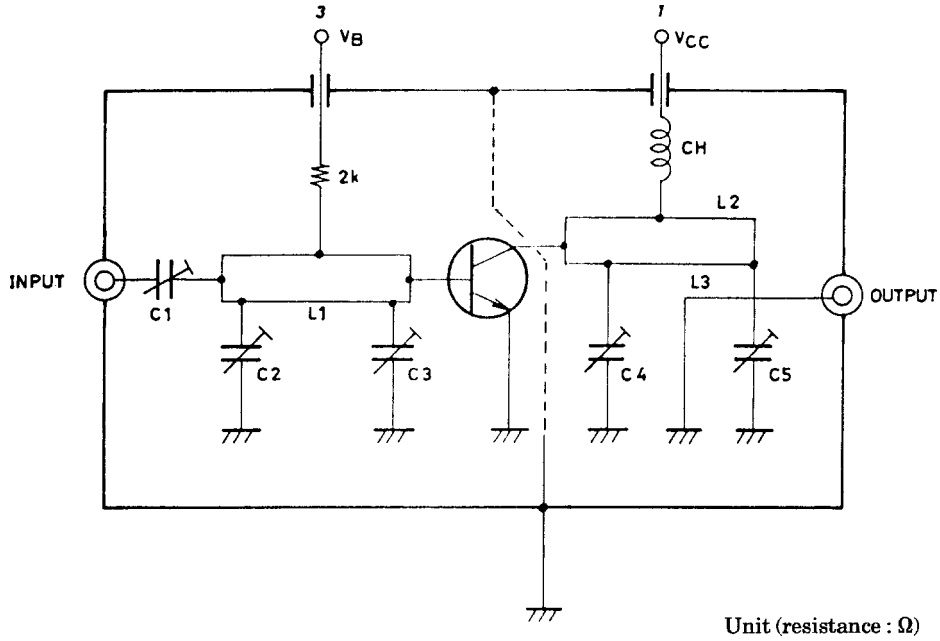 3
VB
1
VCC
CH
2k
L2
INPUT
C1
L1
L3
OUTPUT
C2
C3
C4
C5
Unit (resistance : Ω)